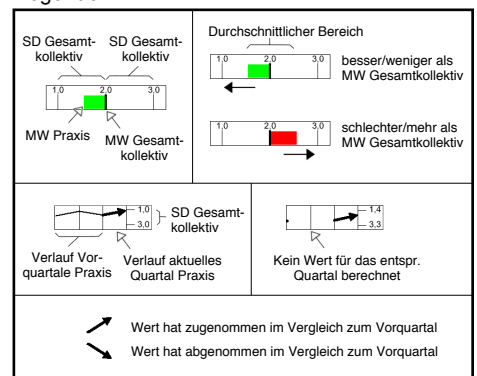 SD Gesamt-
kollektiv
SD Gesamt-
kollektiv
1,0 2,0 3,0
MW Praxis
MW Gesamt-
kollektiv
Durchschnittlicher Bereich
1,0 2,0 3,0
besser/weniger als
MW Gesamtkollektiv
1,0 2,0 3,0
schlechter/mehr als
MW Gesamtkollektiv
1,0
3,0
SD Gesamt-
kollektiv
Verlauf Vor-
quartale Praxis
Verlauf aktuelles
Quartal Praxis
1,4
3,3
Kein Wert für das entspr.
Quartal berechnet
Wert hat zugenommen im Vergleich zum Vorquartal
Wert hat abgenommen im Vergleich zum Vorquartal